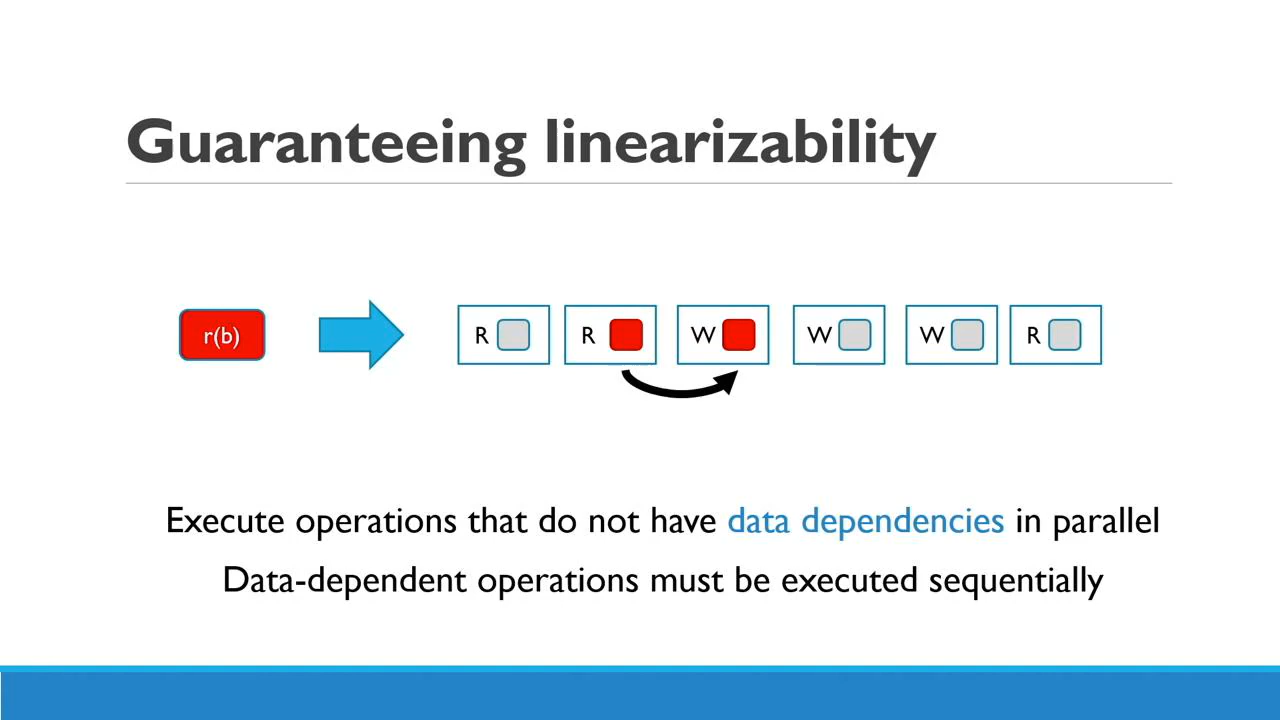 Guaranteeing linearizability
r(b) R R W W W R
Execute operations that do not have data dependencies in parallel
Data-dependent operations must be executed sequentially